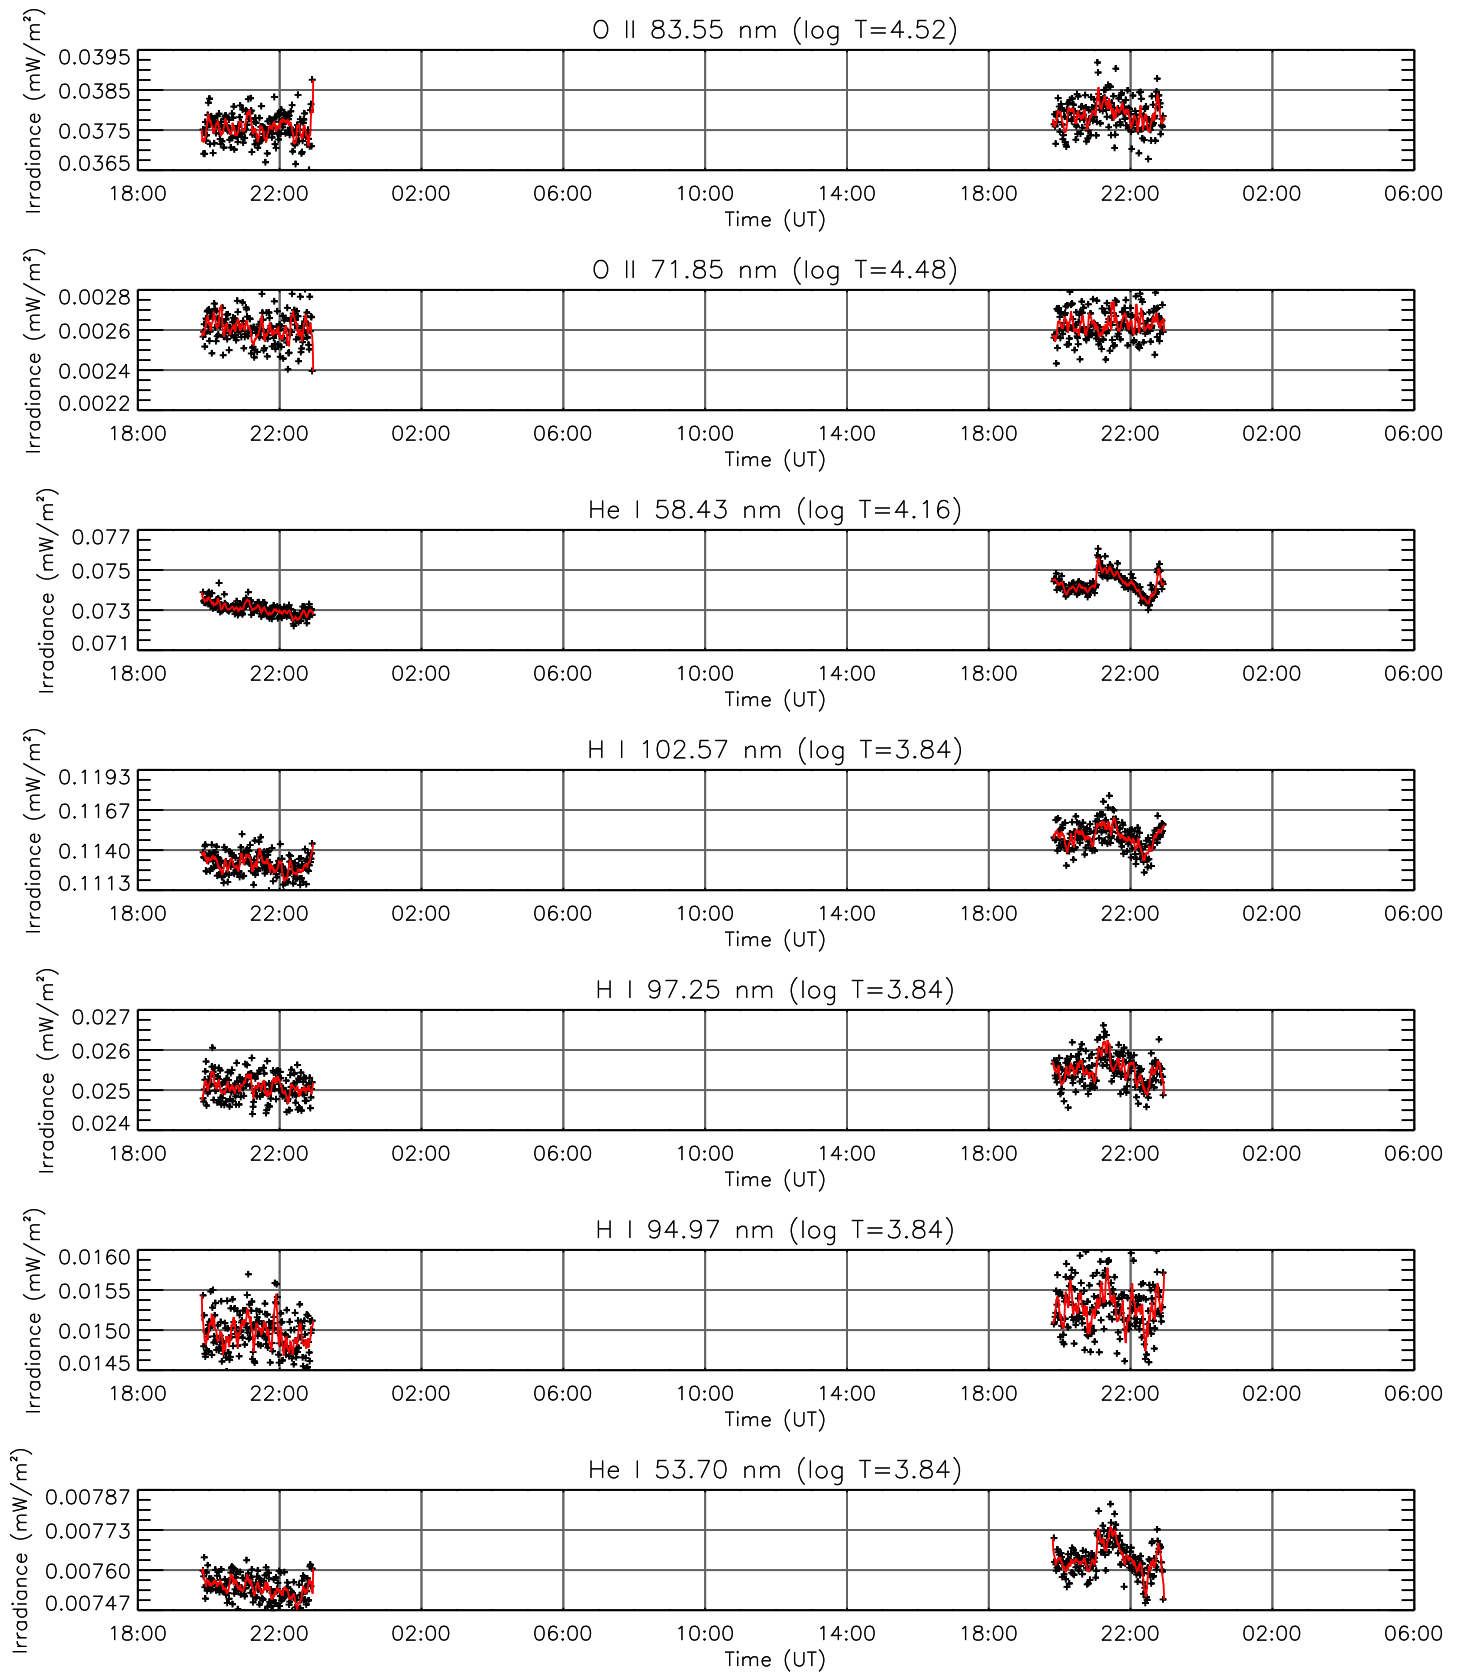 O II 83.55 nm (log T=4.52)
Irradiance (mW/m²)
0.0395
0.0385
0.0375
0.0365
18:00 22:00 02:00 06:00 10:00 14:00 18:00 22:00 02:00 06:00
Time (UT)
O II 71.85 nm (log T=4.48)
Irradiance (mW/m²)
0.0028
0.0026
0.0024
0.0022
18:00 22:00 02:00 06:00 10:00 14:00 18:00 22:00 02:00 06:00
Time (UT)
He I 58.43 nm (log T=4.16)
Irradiance (mW/m²)
0.077
0.075
0.073
0.071
18:00 22:00 02:00 06:00 10:00 14:00 18:00 22:00 02:00 06:00
Time (UT)
H I 102.57 nm (log T=3.84)
Irradiance (mW/m²)
0.1193
0.1167
0.1140
0.1113
18:00 22:00 02:00 06:00 10:00 14:00 18:00 22:00 02:00 06:00
Time (UT)
H I 97.25 nm (log T=3.84)
Irradiance (mW/m²)
0.027
0.026
0.025
0.024
18:00 22:00 02:00 06:00 10:00 14:00 18:00 22:00 02:00 06:00
Time (UT)
H I 94.97 nm (log T=3.84)
Irradiance (mW/m²)
0.0160
0.0155
0.0150
0.0145
18:00 22:00 02:00 06:00 10:00 14:00 18:00 22:00 02:00 06:00
Time (UT)
He I 53.70 nm (log T=3.84)
Irradiance (mW/m²)
0.00787
0.00773
0.00760
0.00747
18:00 22:00 02:00 06:00 10:00 14:00 18:00 22:00 02:00 06:00
Time (UT)